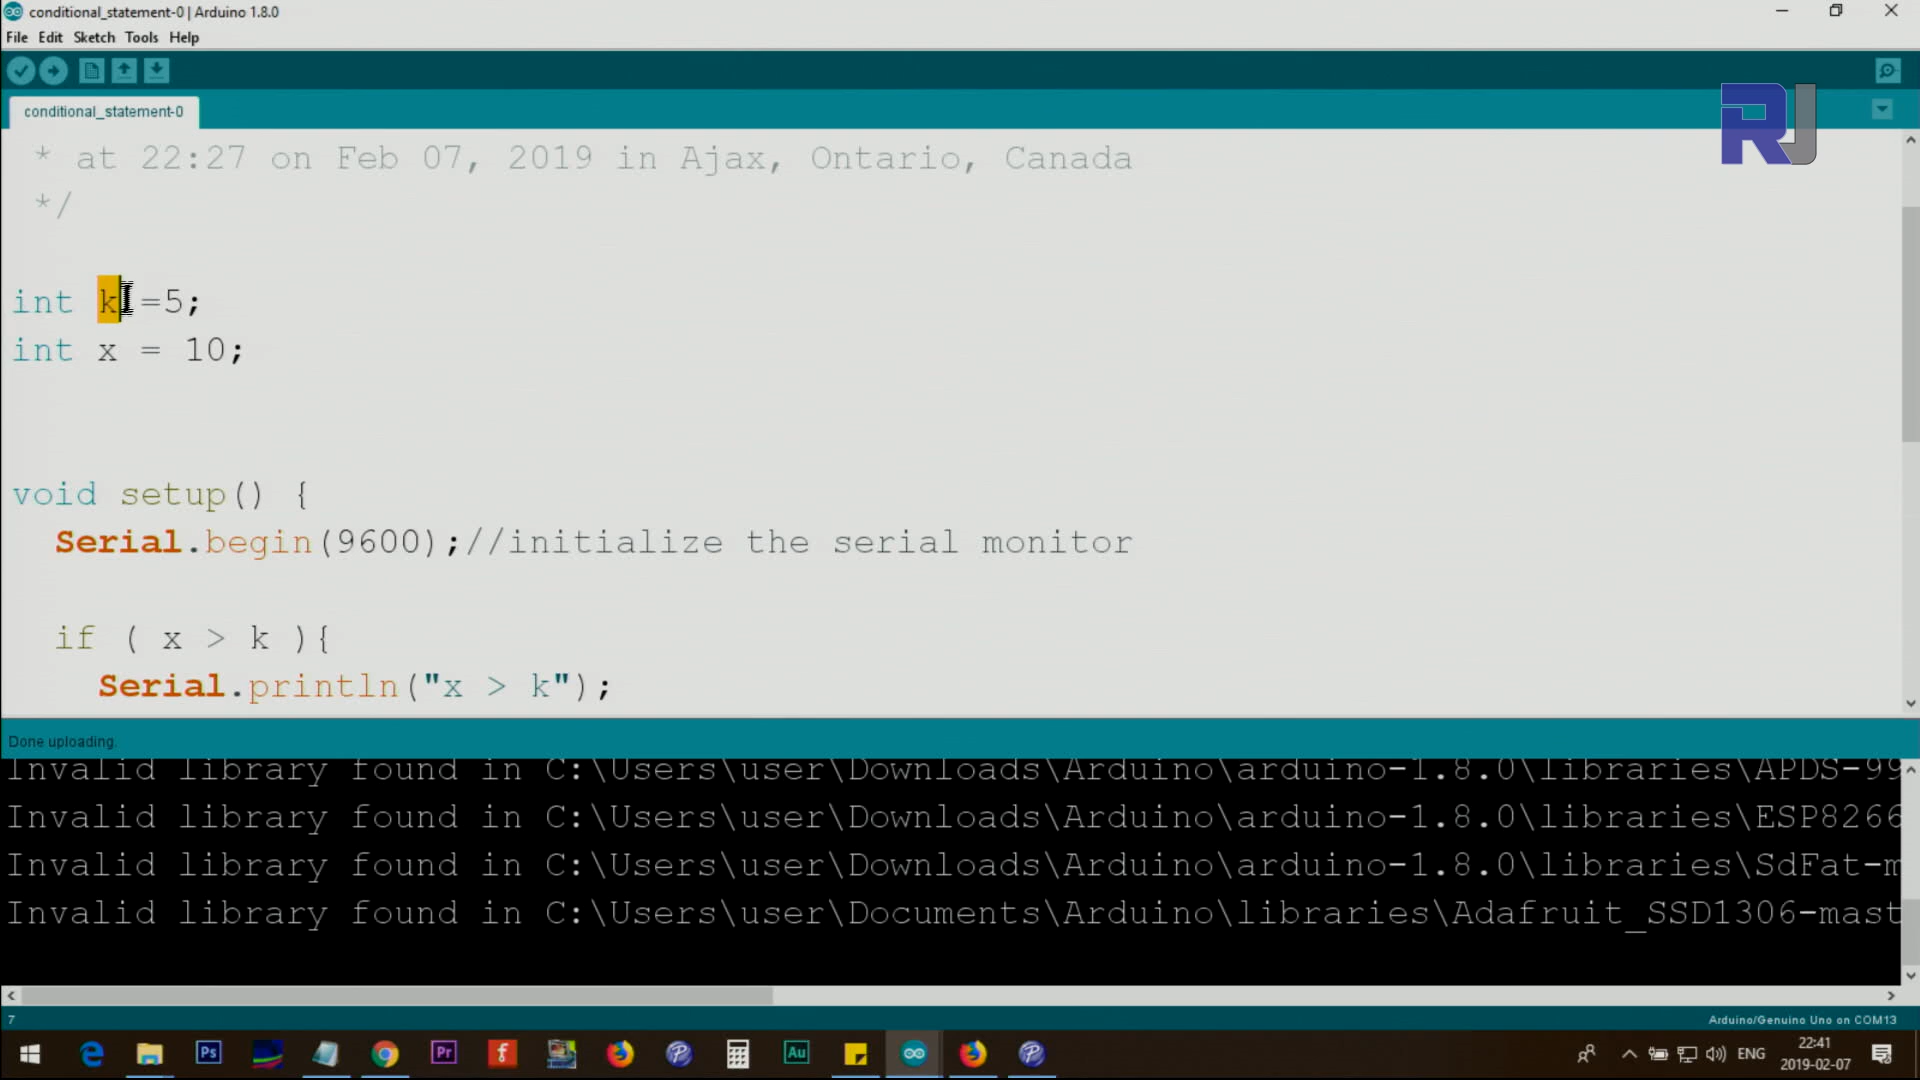 conditional_statement-0 | Arduino 1.8.0
File Edit Sketch Tools Help
conditional_statement-0
RJ
* at 22:27 on Feb 07, 2019 in Ajax, Ontario, Canada
*/
int k =5;
int x = 10;
void setup() {
Serial.begin(9600);//initialize the serial monitor
if ( x > k ){
Serial.println("x > k");
Done uploading.
Invalid library found in C:\Users\user\Downloads\Arduino\arduino-1.8.0\libraries\APDS-99
Invalid library found in C:\Users\user\Downloads\Arduino\arduino-1.8.0\libraries\ESP8266
Invalid library found in C:\Users\user\Downloads\Arduino\arduino-1.8.0\libraries\SdFat-m
Invalid library found in C:\Users\user\Documents\Arduino\libraries\Adafruit_SSD1306-mast
7
Arduino/Genuino Uno on COM13
Ps
Pr
Au
ENG
22:41
2019-02-07